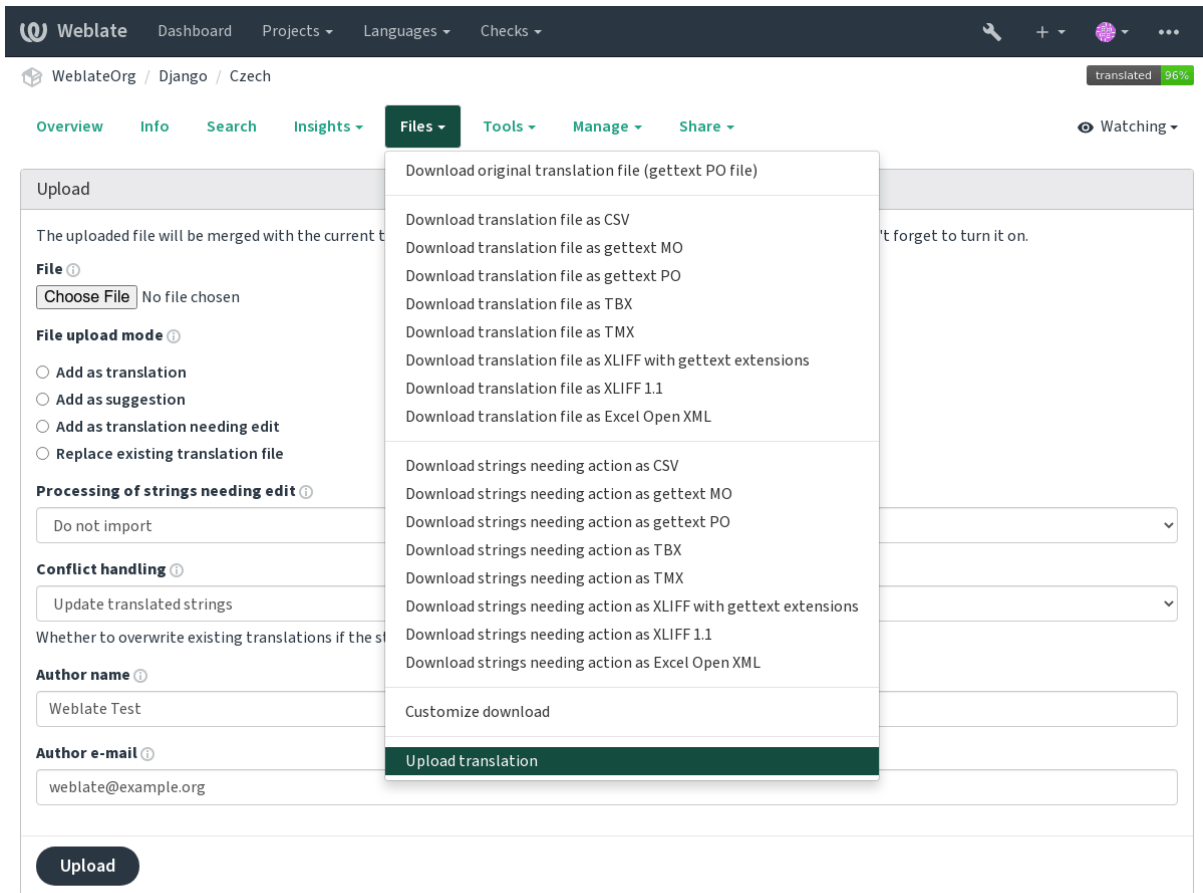 Weblate Dashboard Projects Languages Checks
WeblateOrg / Django / Czech translated 96%
Overview Info Search Insights Files Tools Manage Share Watching
Download original translation file (gettext PO file)
Download translation file as CSV
Download translation file as gettext MO
Download translation file as gettext PO
Download translation file as TBX
Download translation file as TMX
Download translation file as XLIFF with gettext extensions
Download translation file as XLIFF 1.1
Download translation file as Excel Open XML
Download strings needing action as CSV
Download strings needing action as gettext MO
Download strings needing action as gettext PO
Download strings needing action as TBX
Download strings needing action as TMX
Download strings needing action as XLIFF with gettext extensions
Download strings needing action as XLIFF 1.1
Download strings needing action as Excel Open XML
Customize download
Upload translation
Upload
The uploaded file will be merged with the current t 't forget to turn it on.
File
Choose File No file chosen
File upload mode
Add as translation
Add as suggestion
Add as translation needing edit
Replace existing translation file
Processing of strings needing edit
Do not import
Conflict handling
Update translated strings
Whether to overwrite existing translations if the st
Author name
Weblate Test
Author e-mail
weblate@example.org
Upload